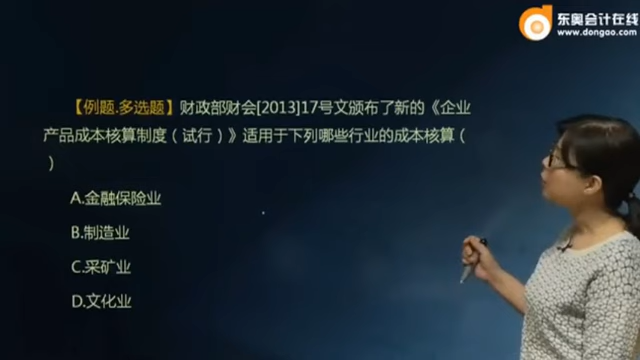 东奥会计在线
www.dongao.com
【例题.多选题】财政部财会[2013]17号文颁布了新的《企业
产品成本核算制度（试行）》适用于下列哪些行业的成本核算（
）
A.金融保险业
B.制造业
C.采矿业
D.文化业